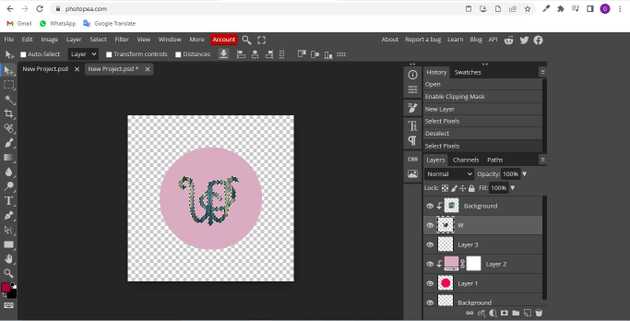 photopea.com
Gmail WhatsApp Google Translate
File Edit Image Layer Select Filter View Window More Account About Report a bug Learn Blog API
Auto-Select Layer Transform controls Distances
New Project.psd New Project.psd *
History Swatches
Open
Enable Clipping Mask
New Layer
Select Pixels
Deselect
Select Pixels
Layers Channels Paths
Normal Opacity: 100%
Lock: Fill: 100%
Background
W
Layer 3
Layer 2
Layer 1
Background